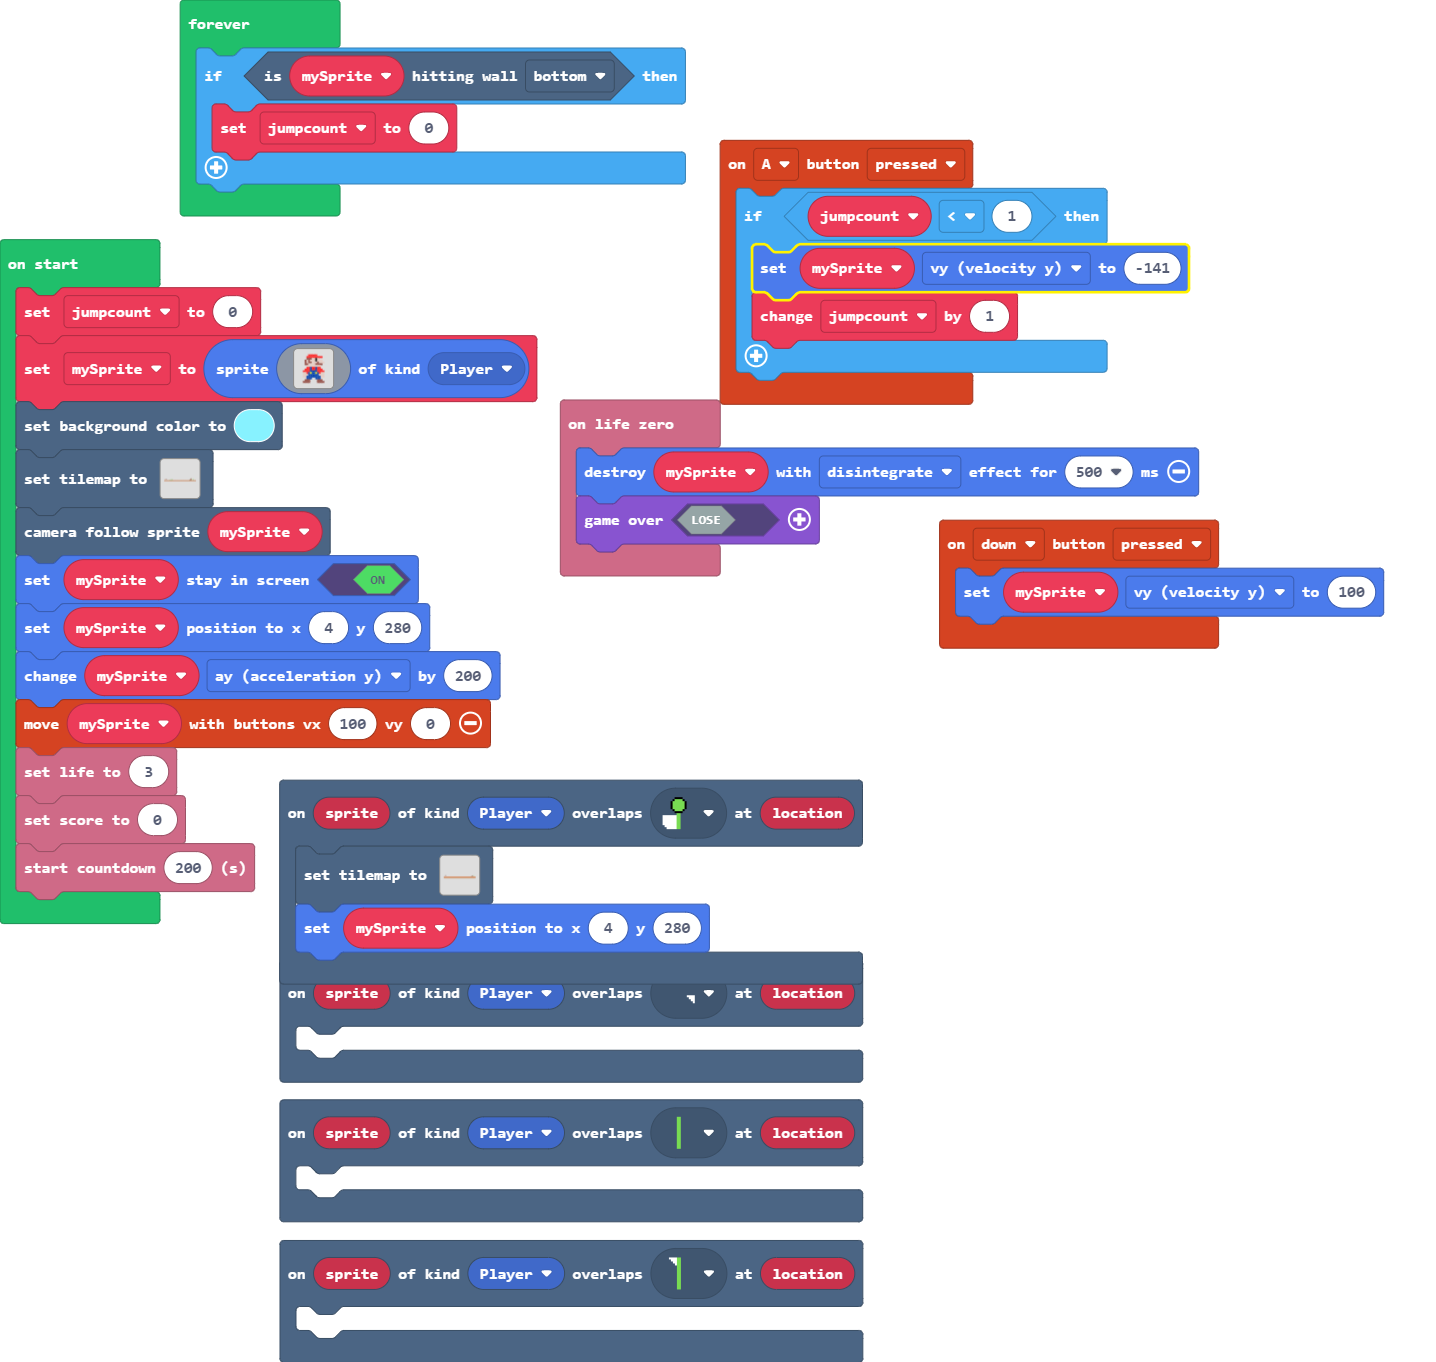 forever
if is mySprite hitting wall bottom then
set jumpcount to 0
on A button pressed
if jumpcount < 1 then
set mySprite vy (velocity y) to -141
change jumpcount by 1
on start
set jumpcount to 0
set mySprite to sprite of kind Player
set background color to
set tilemap to
camera follow sprite mySprite
set mySprite stay in screen ON
set mySprite position to x 4 y 280
change mySprite ay (acceleration y) by 200
move mySprite with buttons vx 100 vy 0
set life to 3
set score to 0
start countdown 200 (s)
on life zero
destroy mySprite with disintegrate effect for 500 ms
game over LOSE
on down button pressed
set mySprite vy (velocity y) to 100
on sprite of kind Player overlaps at location
set tilemap to
set mySprite position to x 4 y 280
on sprite of kind Player overlaps at location
on sprite of kind Player overlaps at location
on sprite of kind Player overlaps at location